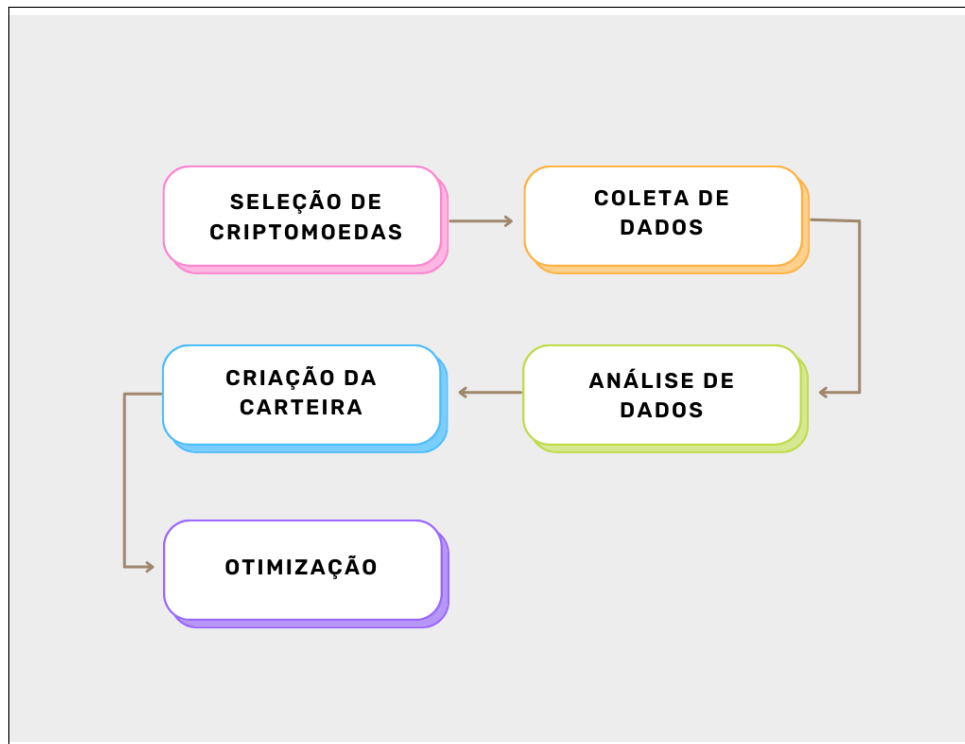 SELEÇÃO DE
CRIPTOMOEDAS
COLETA DE
DADOS
ANÁLISE DE
DADOS
CRIAÇÃO DA
CARTEIRA
OTIMIZAÇÃO